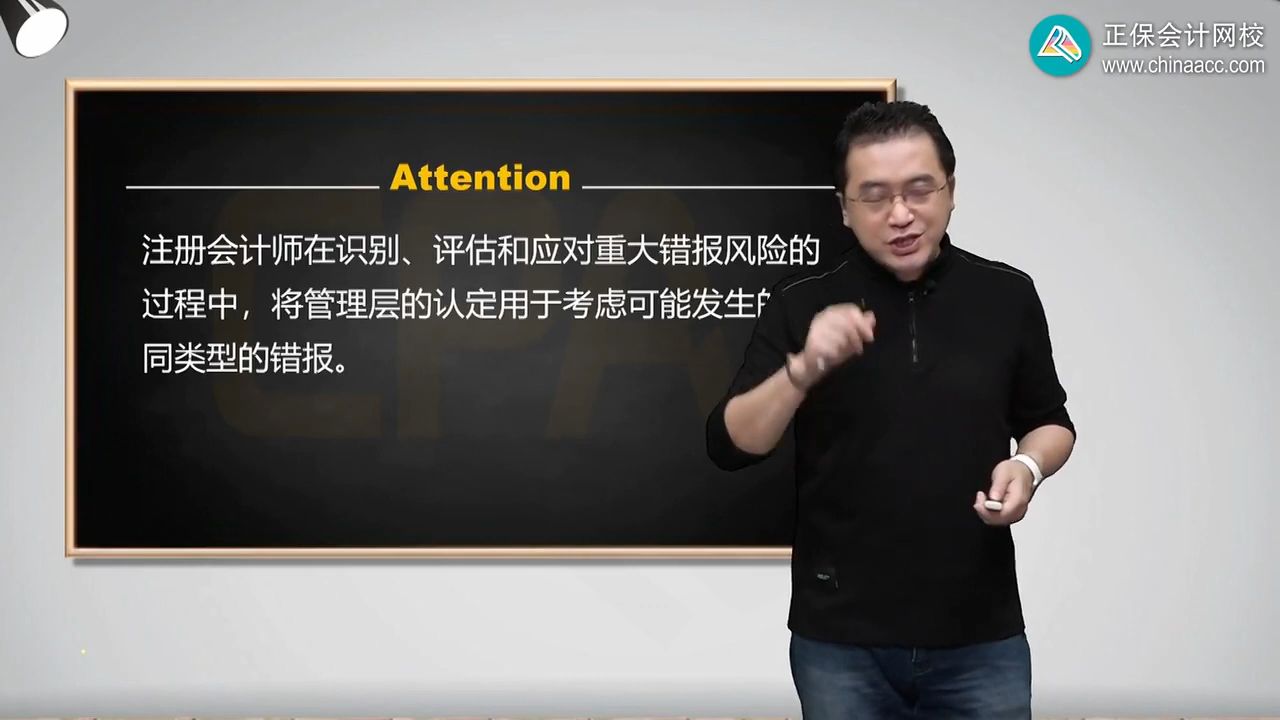 正保会计网校
www.chinaacc.com
Attention
注册会计师在识别、评估和应对重大错报风险的
过程中，将管理层的认定用于考虑可能发生的
同类型的错报。
CPA